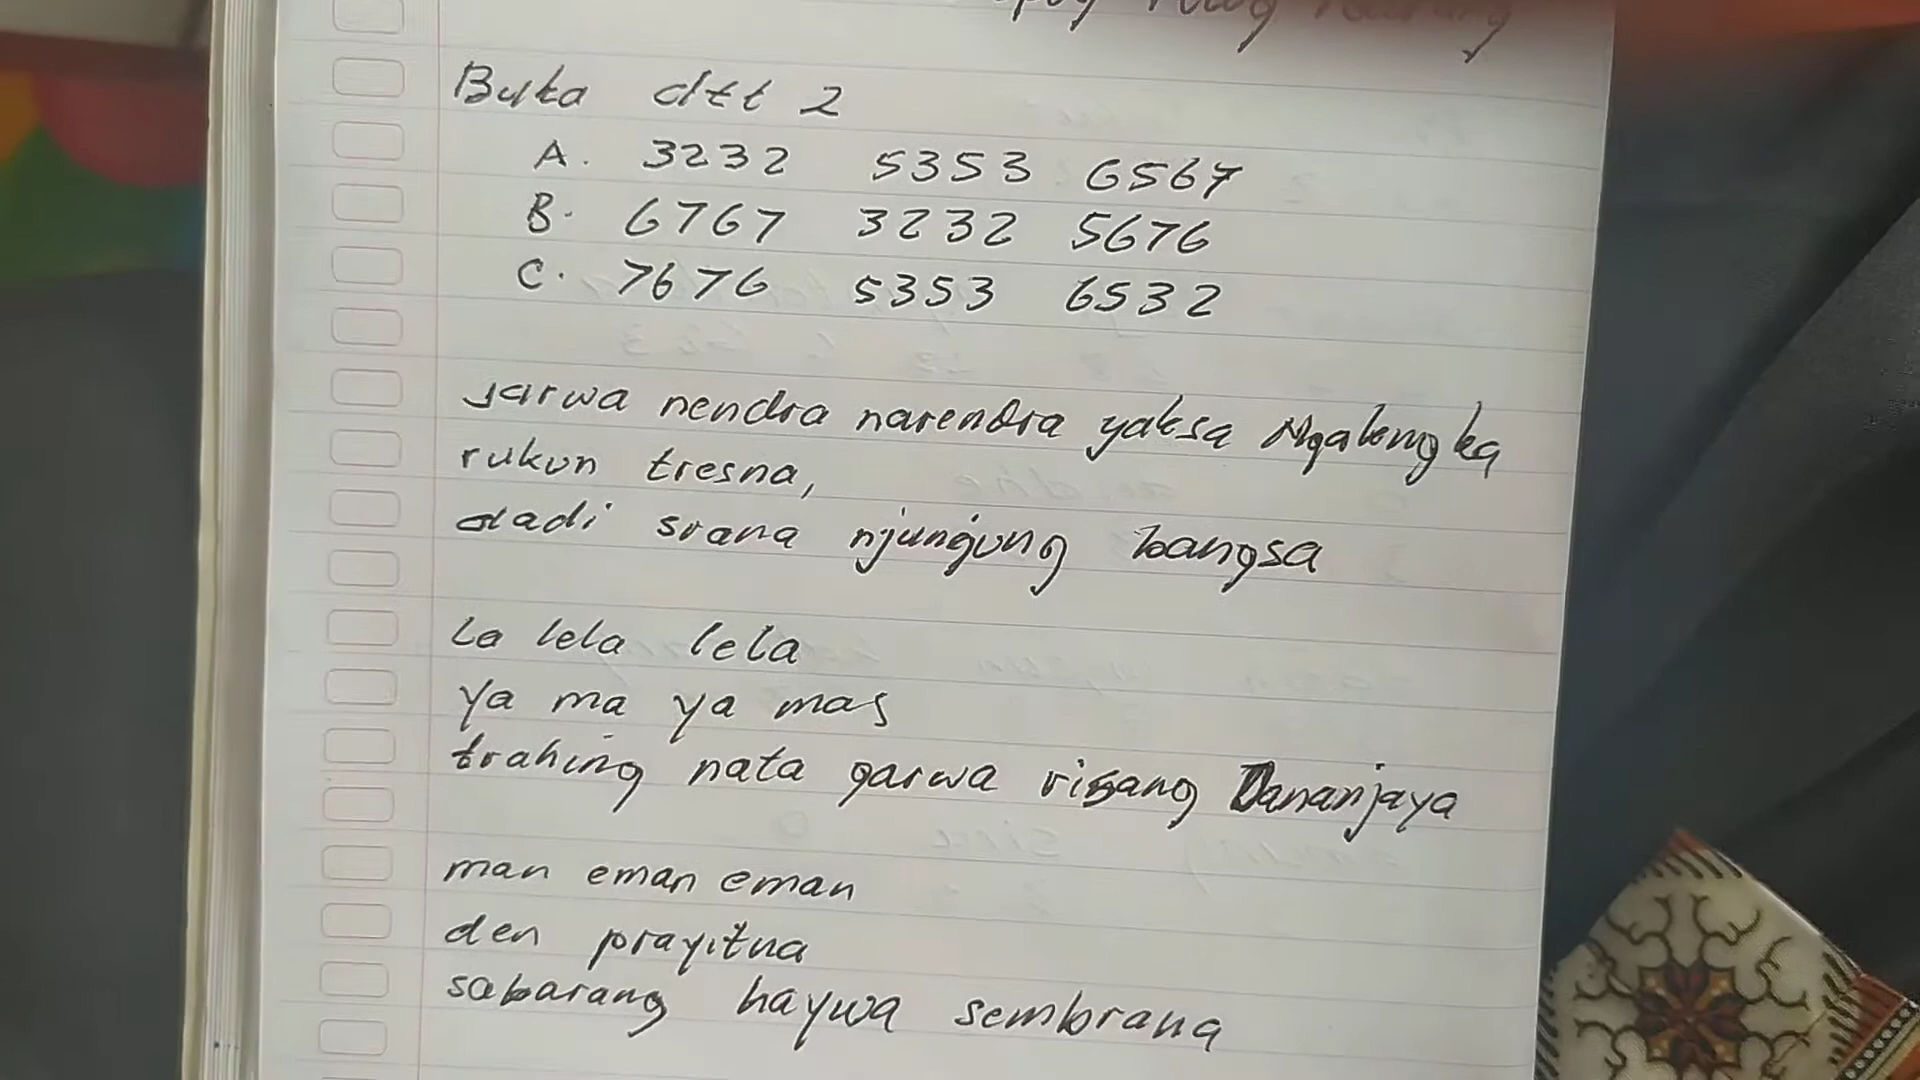 Buka dtt 2
A. 3232 5353 6567
B. 6767 3232 5676
C. 7676 5353 6532
sarwa nendra narendra yaksa Ngalengka
rukun tresna,
dadi srana njungjung bangsa
la lela lela
ya ma ya mas
trahing nata garwa risang Dananjaya
man eman eman
den prayitna
sabarang haywa sembrana